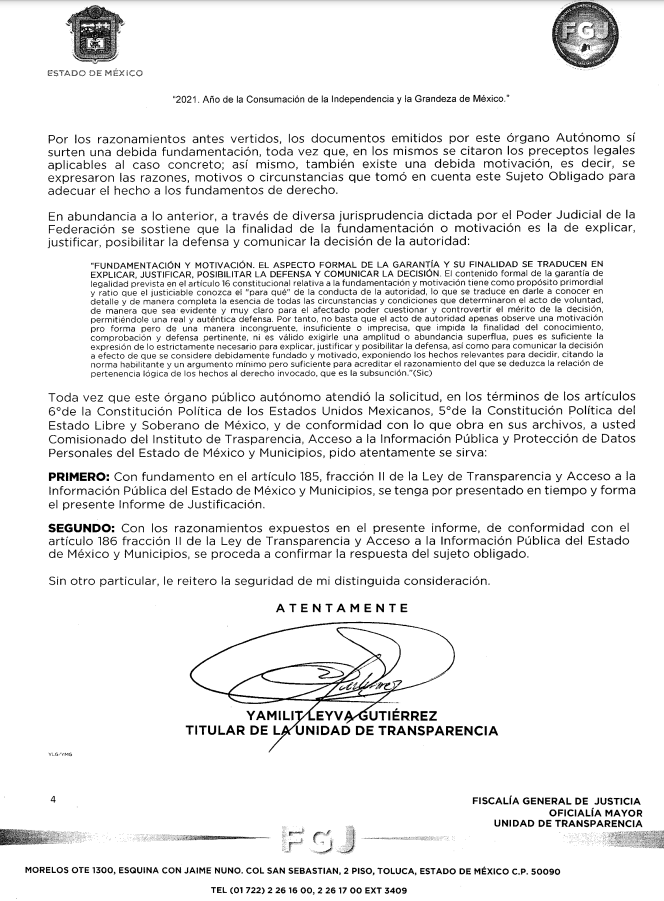 FGJ
ESTADO DE MÉXICO
"2021. Año de la Consumación de la Independencia y la Grandeza de México."
Por los razonamientos antes vertidos, los documentos emitidos por este órgano Autónomo sí
surten una debida fundamentación, toda vez que, en los mismos se citaron los preceptos legales
aplicables al caso concreto; así mismo, también existe una debida motivación, es decir, se
expresaron las razones, motivos o circunstancias que tomó en cuenta este Sujeto Obligado para
adecuar el hecho a los fundamentos de derecho.
En abundancia a lo anterior, a través de diversa jurisprudencia dictada por el Poder Judicial de la
Federación se sostiene que la finalidad de la fundamentación o motivación es la de explicar,
justificar, posibilitar la defensa y comunicar la decisión de la autoridad:
"FUNDAMENTACIÓN Y MOTIVACIÓN. EL ASPECTO FORMAL DE LA GARANTÍA Y SU FINALIDAD SE TRADUCEN EN
EXPLICAR, JUSTIFICAR, POSIBILITAR LA DEFENSA Y COMUNICAR LA DECISIÓN. El contenido formal de la garantía de
legalidad prevista en el artículo 16 constitucional relativa a la fundamentación y motivación tiene como propósito primordial
y ratio que el justiciable conozca el "para qué" de la conducta de la autoridad, lo que se traduce en darle a conocer en
detalle y de manera completa la esencia de todas las circunstancias y condiciones que determinaron el acto de voluntad,
de manera que sea evidente y muy claro para el afectado poder cuestionar y controvertir el mérito de la decisión,
permitiéndole una real y auténtica defensa. Por tanto, no basta que el acto de autoridad apenas observe una motivación
pro forma pero de una manera incongruente, insuficiente o imprecisa, que impida la finalidad del conocimiento,
comprobación y defensa pertinente, ni es válido exigirle una amplitud o abundancia superflua, pues es suficiente la
expresión de lo estrictamente necesario para explicar, justificar y posibilitar la defensa, así como para comunicar la decisión
a efecto de que se considere debidamente fundado y motivado, exponiendo los hechos relevantes para decidir, citando la
norma habilitante y un argumento mínimo pero suficiente para acreditar el razonamiento del que se deduzca la relación de
pertenencia lógica de los hechos al derecho invocado, que es la subsunción."(Sic)
Toda vez que este órgano público autónomo atendió la solicitud, en los términos de los artículos
6°de la Constitución Política de los Estados Unidos Mexicanos, 5°de la Constitución Política del
Estado Libre y Soberano de México, y de conformidad con lo que obra en sus archivos, a usted
Comisionado del Instituto de Trasparencia, Acceso a la Información Pública y Protección de Datos
Personales del Estado de México y Municipios, pido atentamente se sirva:
PRIMERO: Con fundamento en el artículo 185, fracción II de la Ley de Transparencia y Acceso a la
Información Pública del Estado de México y Municipios, se tenga por presentado en tiempo y forma
el presente Informe de Justificación.
SEGUNDO: Con los razonamientos expuestos en el presente informe, de conformidad con el
artículo 186 fracción II de la Ley de Transparencia y Acceso a la Información Pública del Estado
de México y Municipios, se proceda a confirmar la respuesta del sujeto obligado.
Sin otro particular, le reitero la seguridad de mi distinguida consideración.
ATENTAMENTE
YAMILIT LEYVA GUTIÉRREZ
TITULAR DE LA UNIDAD DE TRANSPARENCIA
VLG-YMG
4
FISCALÍA GENERAL DE JUSTICIA
OFICIALÍA MAYOR
UNIDAD DE TRANSPARENCIA
FGJ
MORELOS OTE 1300, ESQUINA CON JAIME NUNO. COL SAN SEBASTIAN, 2 PISO, TOLUCA, ESTADO DE MÉXICO C.P. 50090
TEL (01 722) 2 26 16 00, 2 26 17 00 EXT 3409